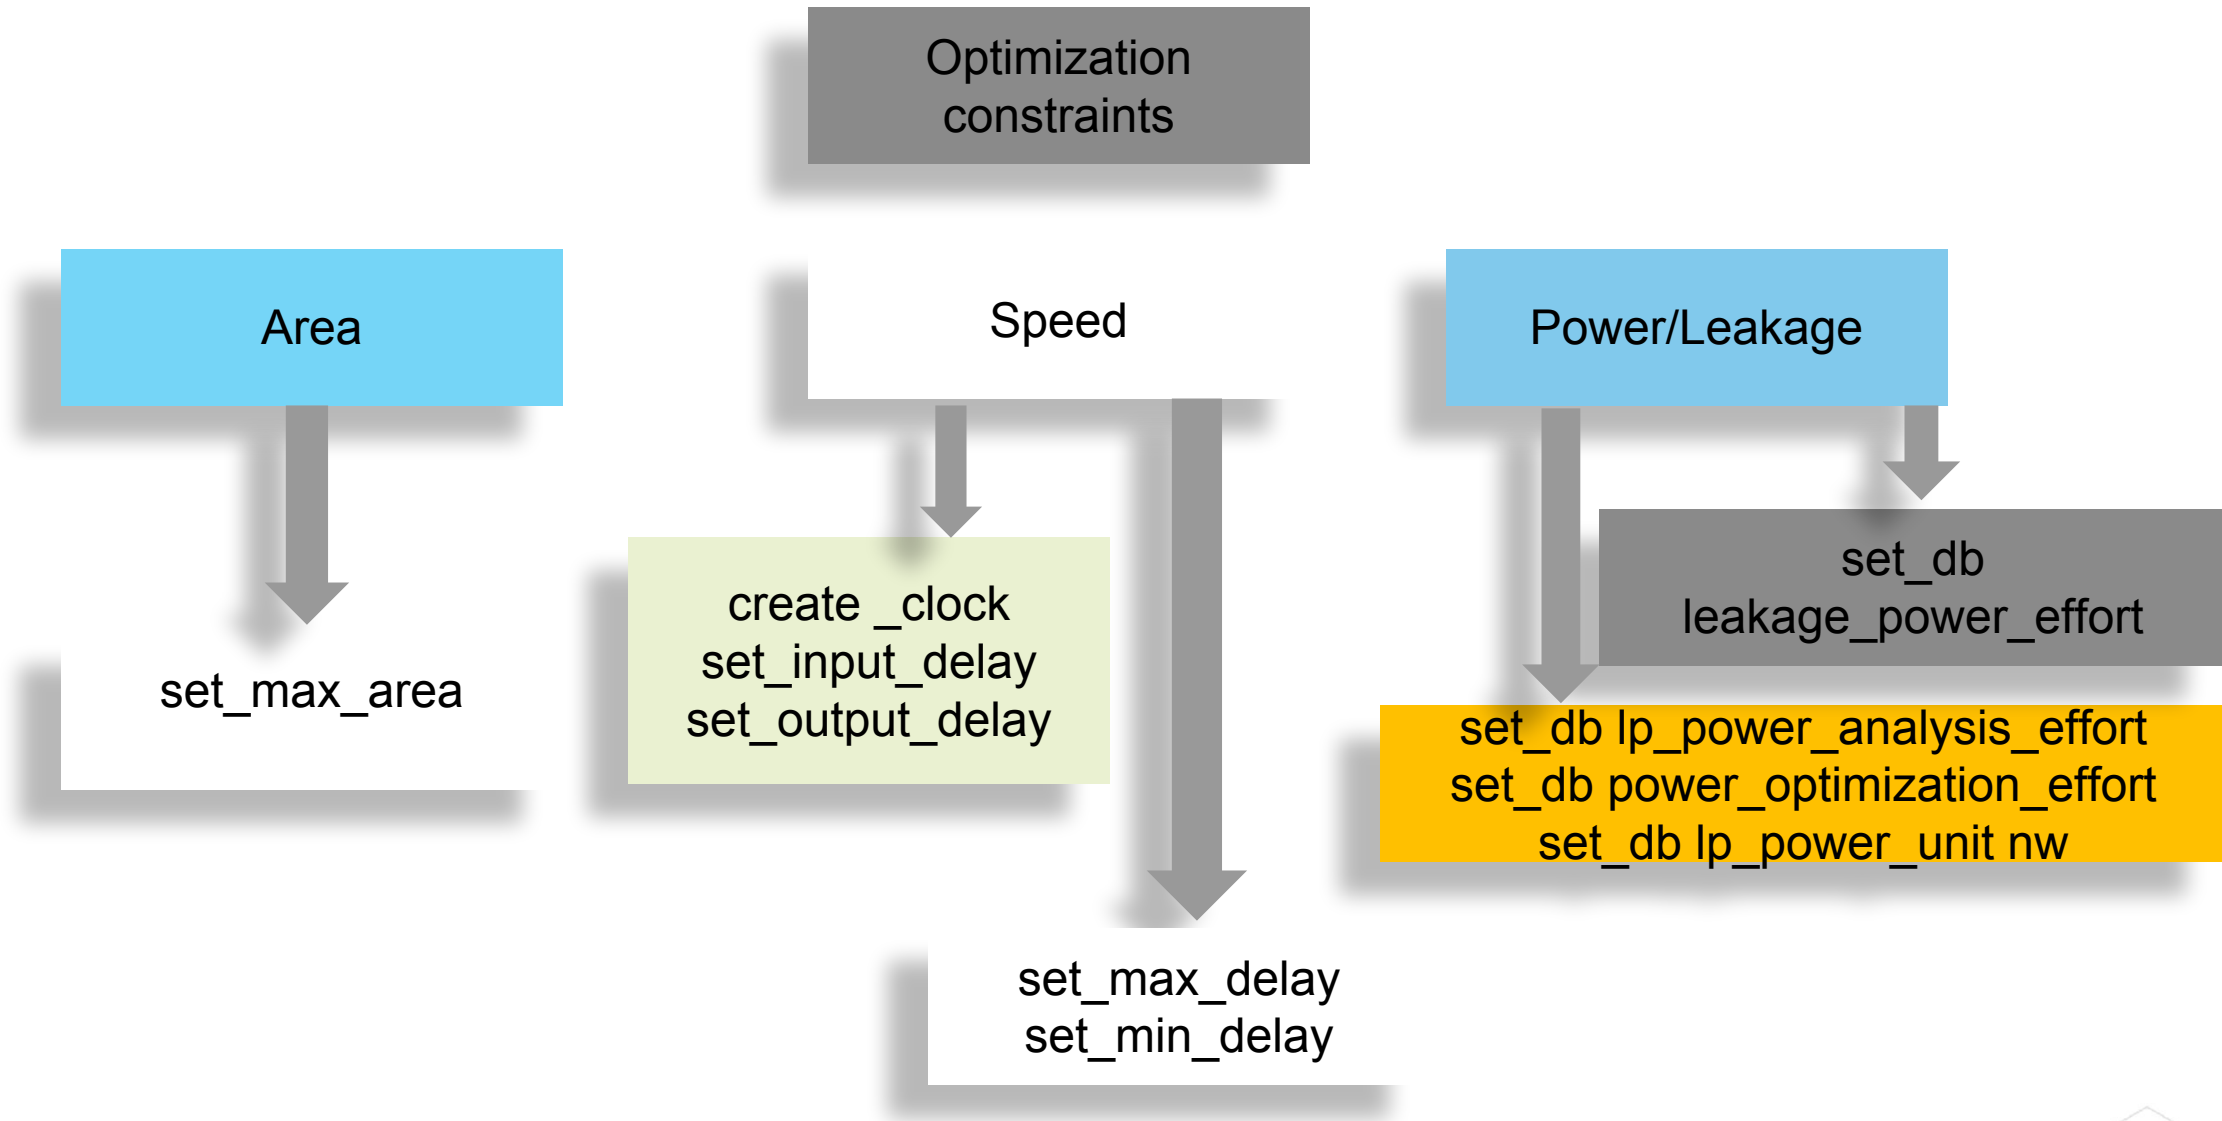 Optimization
constraints
Area
Speed
Power/Leakage
set_max_area
create _clock
set_input_delay
set_output_delay
set_max_delay
set_min_delay
set_db
leakage_power_effort
set_db lp_power_analysis_effort
set_db power_optimization_effort
set_db lp_power_unit nw